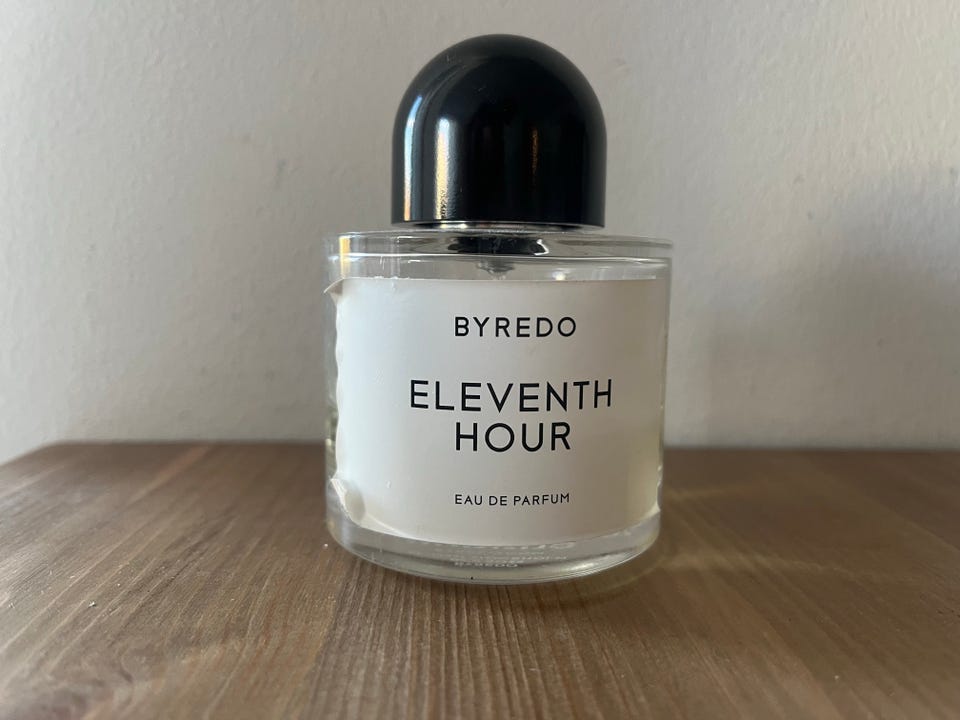 BYREDO
ELEVENTH
HOUR
EAU DE PARFUM